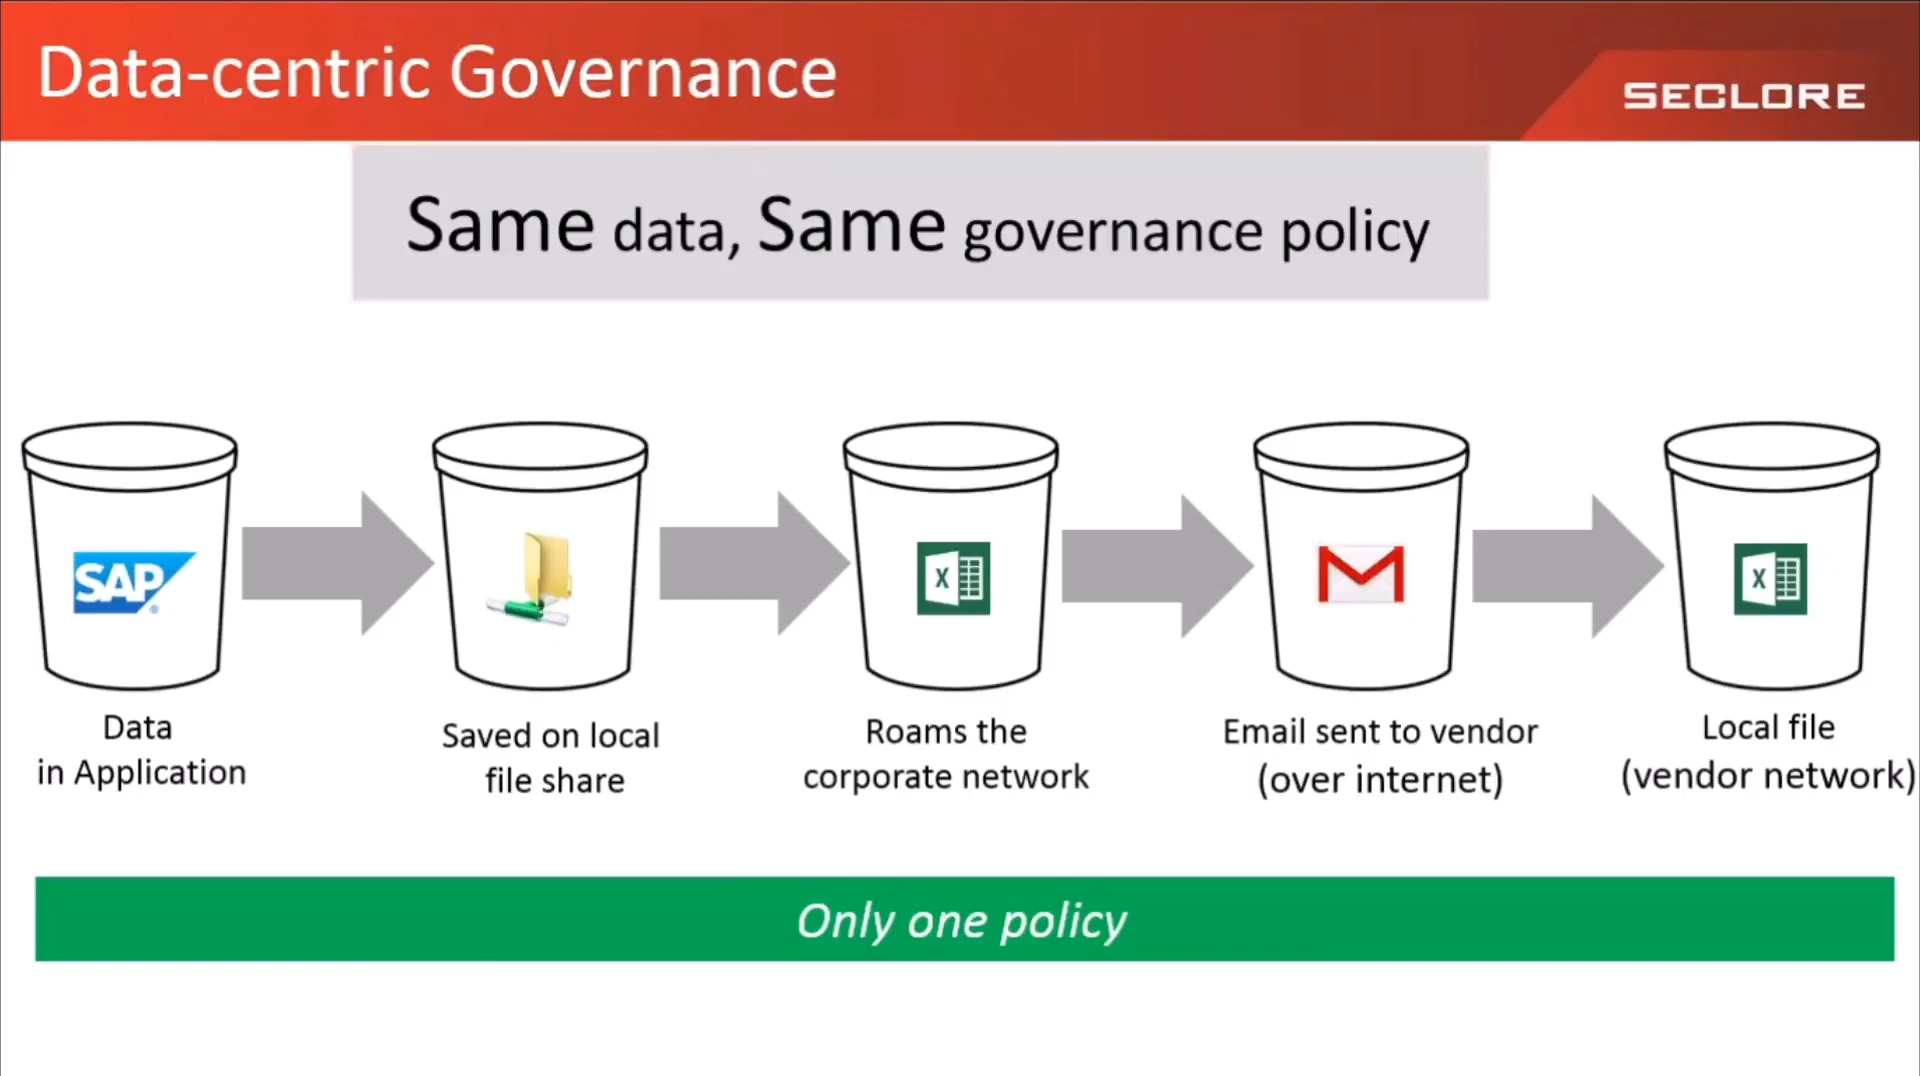 Data-centric Governance
SECLORE
Same data, Same governance policy
SAP
®
X
M
X
Data
in Application
Saved on local
file share
Roams the
corporate network
Email sent to vendor
(over internet)
Local file
(vendor network)
Only one policy